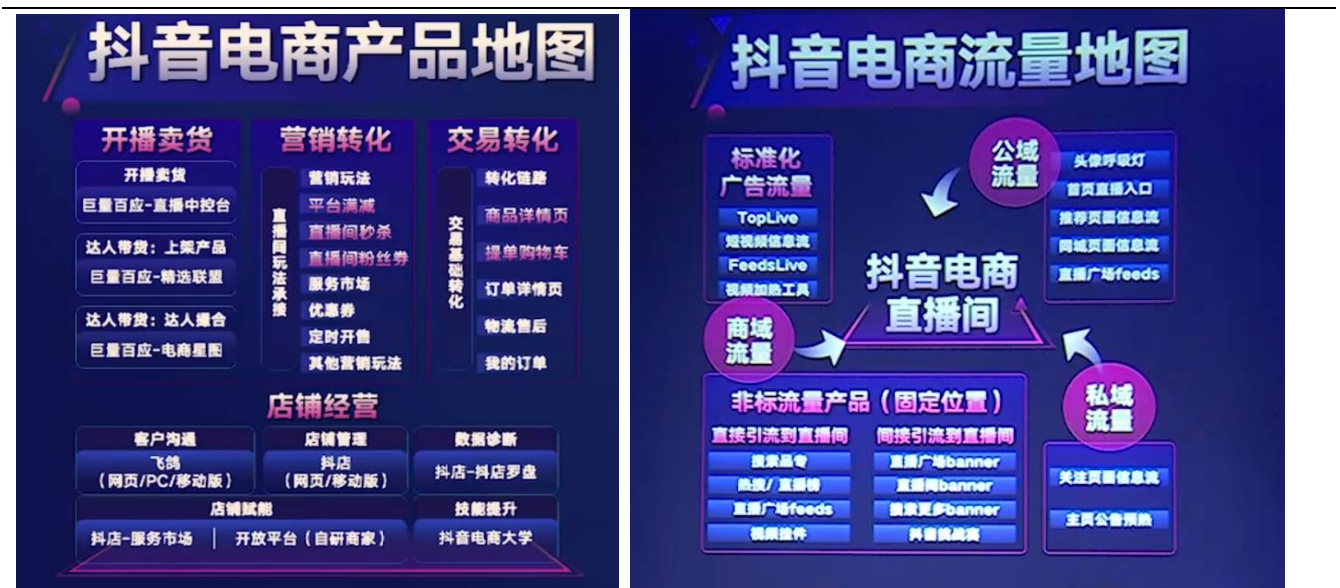 抖音电商产品地图
开播卖货
开播卖货
巨量百应-直播中控台
达人带货：上架产品
巨量百应-精选联盟
达人带货：达人撮合
巨量百应-电商星图
营销转化
直播间玩法承接
营销玩法
平台满减
直播间秒杀
直播间粉丝券
服务市场
优惠券
定时开售
其他营销玩法
交易转化
交易基础转化
转化链路
商品详情页
提单购物车
订单详情页
物流售后
我的订单
店铺经营
客户沟通
飞鸽
（网页/PC/移动版）
店铺管理
抖店
（网页/移动版）
数据诊断
抖店-抖店罗盘
店铺赋能
抖店-服务市场 | 开放平台（自研商家）
技能提升
抖音电商大学
抖音电商流量地图
标准化
广告流量
TopLive
短视频信息流
FeedsLive
视频加热工具
商域
流量
公域
流量
头像呼吸灯
首页直播入口
推荐页面信息流
同城页面信息流
直播广场feeds
抖音电商
直播间
非标流量产品（固定位置）
直接引流到直播间
搜索品专
热搜/直播榜
直播广场feeds
视频挂件
间接引流到直播间
直播广场banner
直播间banner
搜索更多banner
抖音挑战赛
私域
流量
关注页面信息流
主页公告预热